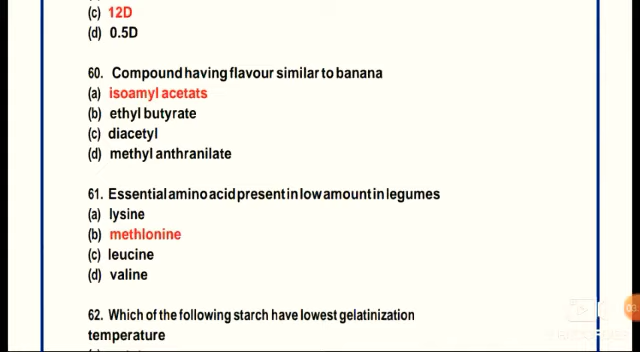 (c) 12D
(d) 0.5D
60. Compound having flavour similar to banana
(a) isoamyl acetats
(b) ethyl butyrate
(c) diacetyl
(d) methyl anthranilate
61. Essential amino acid present in low amount in legumes
(a) lysine
(b) methlonine
(c) leucine
(d) valine
62. Which of the following starch have lowest gelatinization
temperature
03